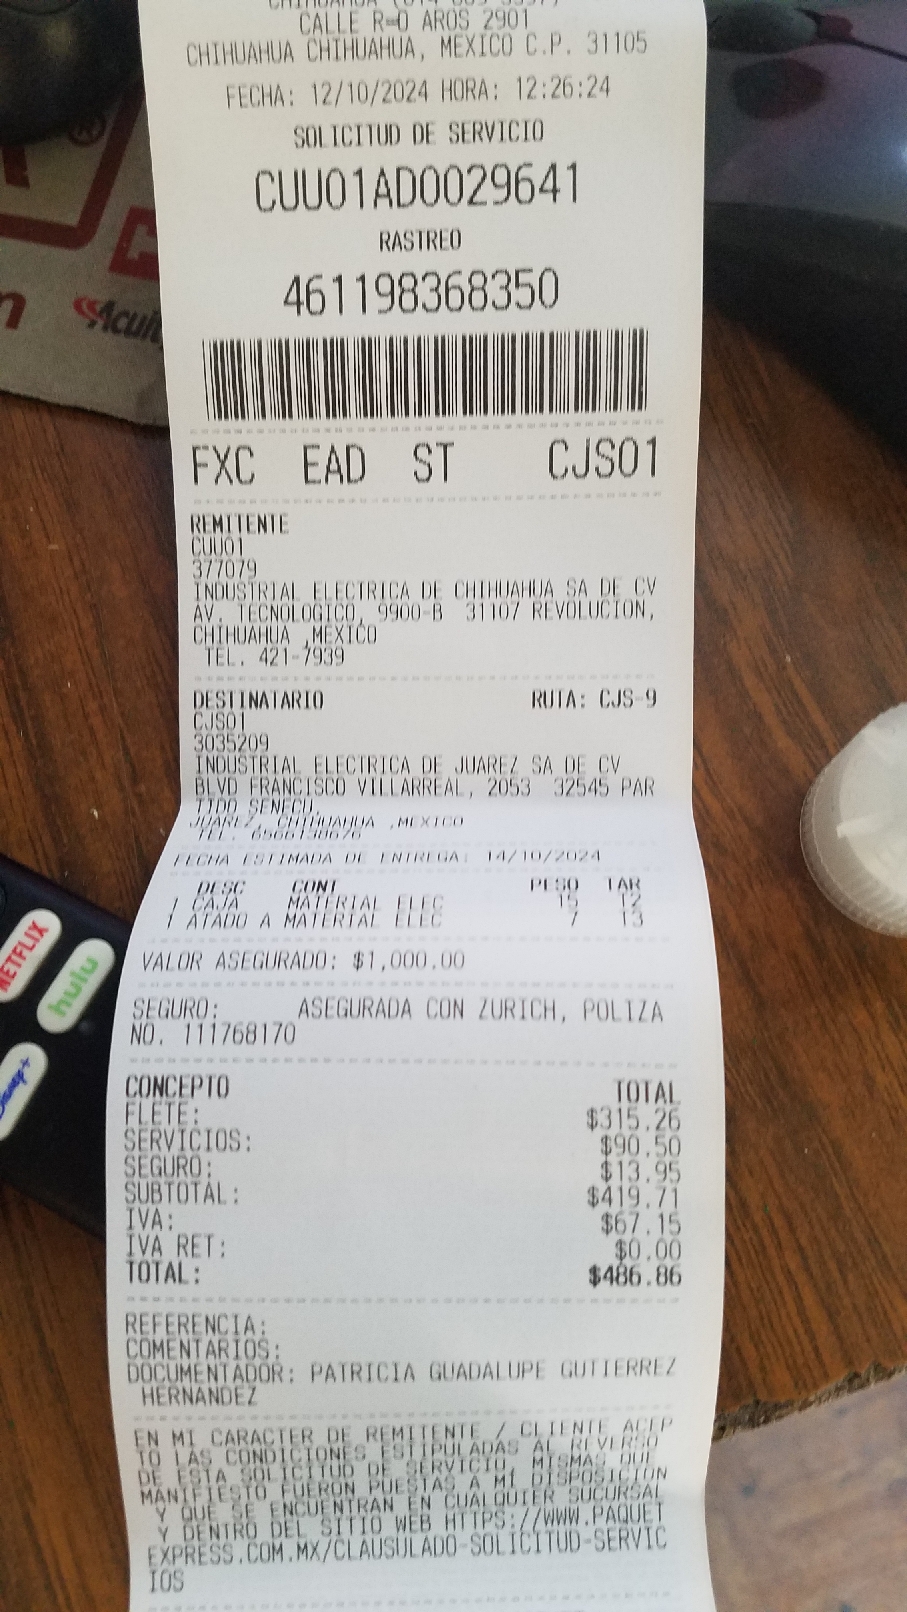 CALLE R=O AROS 2901
CHIHUAHUA CHIHUAHUA, MEXICO C.P. 31105
FECHA: 12/10/2024 HORA: 12:26:24
SOLICITUD DE SERVICIO
CUU01AD0029641
RASTREO
461198368350
FXC EAD ST CJS01
REMITENTE
CUU01
377079
INDUSTRIAL ELECTRICA DE CHIHUAHUA SA DE CV
AV. TECNOLOGICO, 9900-B 31107 REVOLUCION,
CHIHUAHUA ,MEXICO
TEL. 421-7939
DESTINATARIO RUTA: CJS-9
CJS01
3035209
INDUSTRIAL ELECTRICA DE JUAREZ SA DE CV
BLVD FRANCISCO VILLARREAL, 2053 32545 PAR
TIDO SENECU,
JUAREZ, CHIHUAHUA ,MEXICO
TEL.
FECHA ESTIMADA DE ENTREGA: 14/10/2024
DESC CONT PESO TAR
1 CAJA MATERIAL ELEC 15 T2
1 ATADO A MATERIAL ELEC 7 T3
VALOR ASEGURADO: $1,000.00
SEGURO: ASEGURADA CON ZURICH, POLIZA
NO. 111768170
CONCEPTO TOTAL
FLETE: $315.26
SERVICIOS: $90.50
SEGURO: $13.95
SUBTOTAL: $419.71
IVA: $67.15
IVA RET: $0.00
TOTAL: $486.86
REFERENCIA:
COMENTARIOS:
DOCUMENTADOR: PATRICIA GUADALUPE GUTIERREZ
HERNANDEZ
EN MI CARACTER DE REMITENTE / CLIENTE ACEP
TO LAS CONDICIONES ESTIPULADAS AL REVERSO
DE ESTA SOLICITUD DE SERVICIO, MISMAS QUE
MANIFIESTO FUERON PUESTAS A MI DISPOSICION
Y QUE SE ENCUENTRAN EN CUALQUIER SUCURSAL
Y DENTRO DEL SITIO WEB HTTPS://WWW.PAQUET
EXPRESS.COM.MX/CLAUSULADO-SOLICITUD-SERVIC
IOS
NETFLIX
hulu
Disney+
Acuit